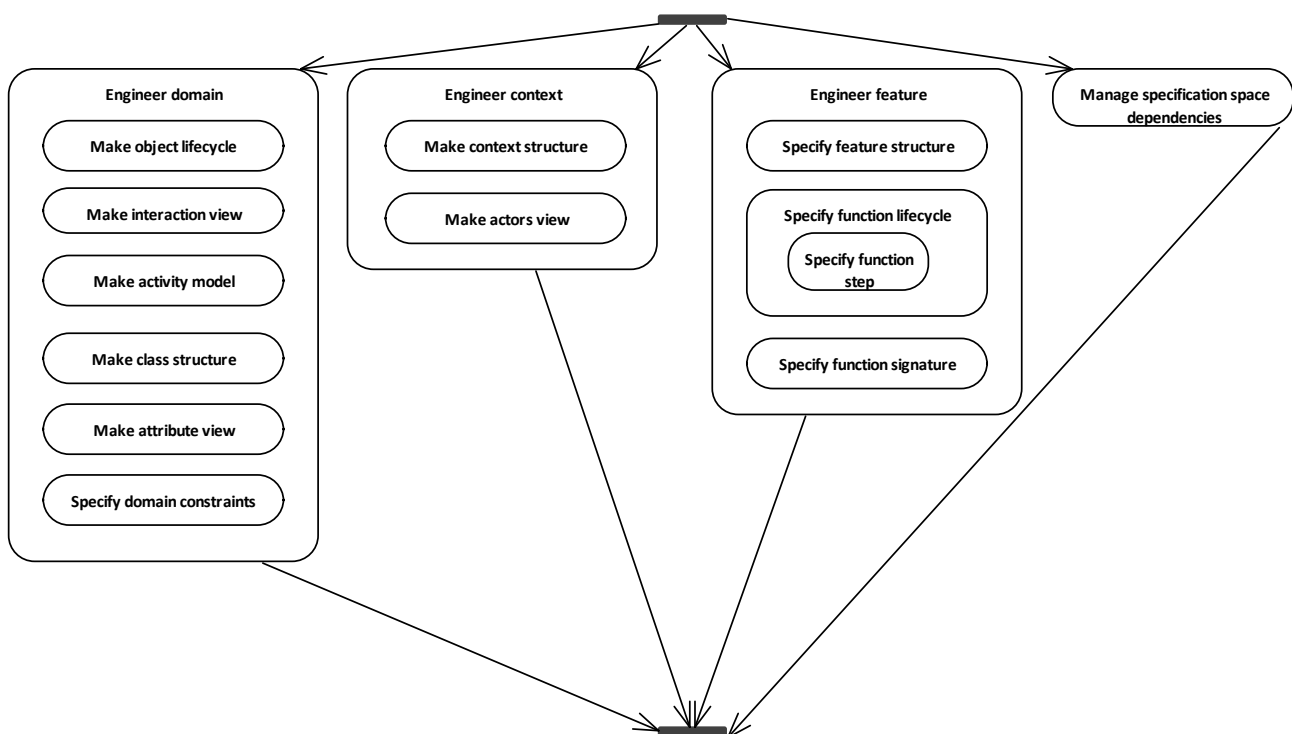 Engineer domain
Make object lifecycle
Make interaction view
Make activity model
Make class structure
Make attribute view
Specify domain constraints
Engineer context
Make context structure
Make actors view
Engineer feature
Specify feature structure
Specify function lifecycle
Specify function
step
Specify function signature
Manage specification space
dependencies